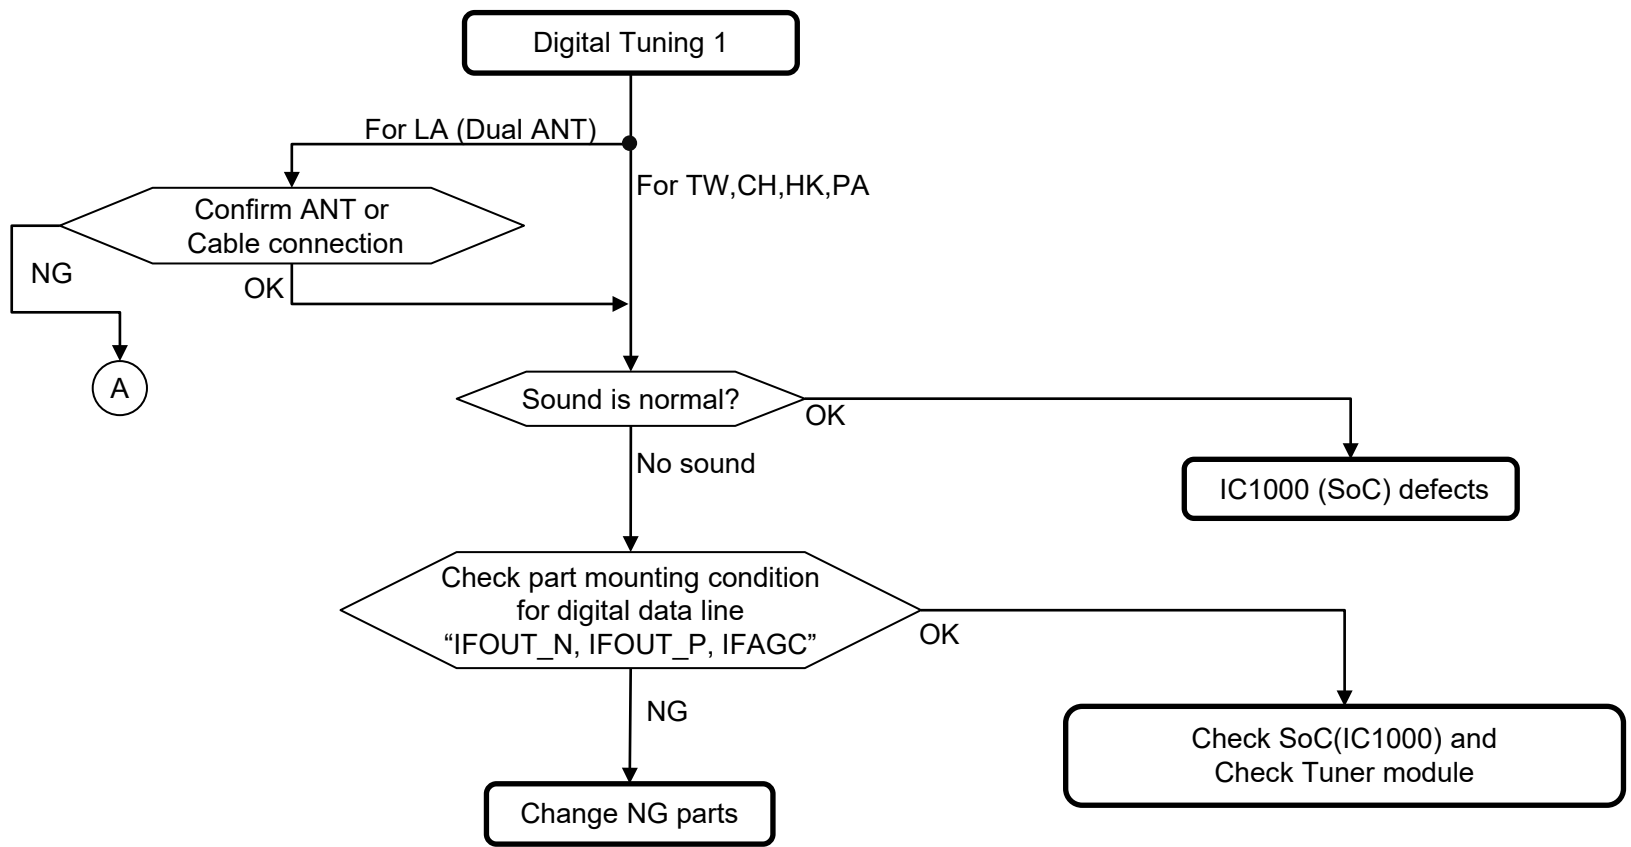 Digital Tuning 1
For LA (Dual ANT)
For TW,CH,HK,PA
Confirm ANT or
Cable connection
NG
OK
A
Sound is normal?
OK
No sound
IC1000 (SoC) defects
Check part mounting condition
for digital data line
“IFOUT_N, IFOUT_P, IFAGC”
OK
NG
Check SoC(IC1000) and
Check Tuner module
Change NG parts